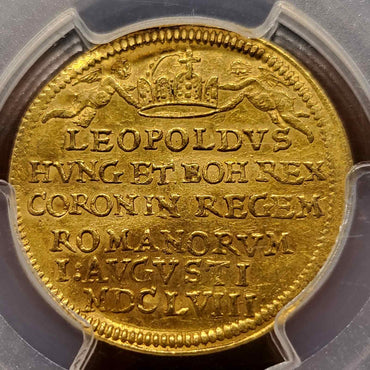 LEOPOLDVS
HVNG ET BOH REX
CORON IN REGEM
ROMANORVM
I: AVGVSTI
MDCLVIII